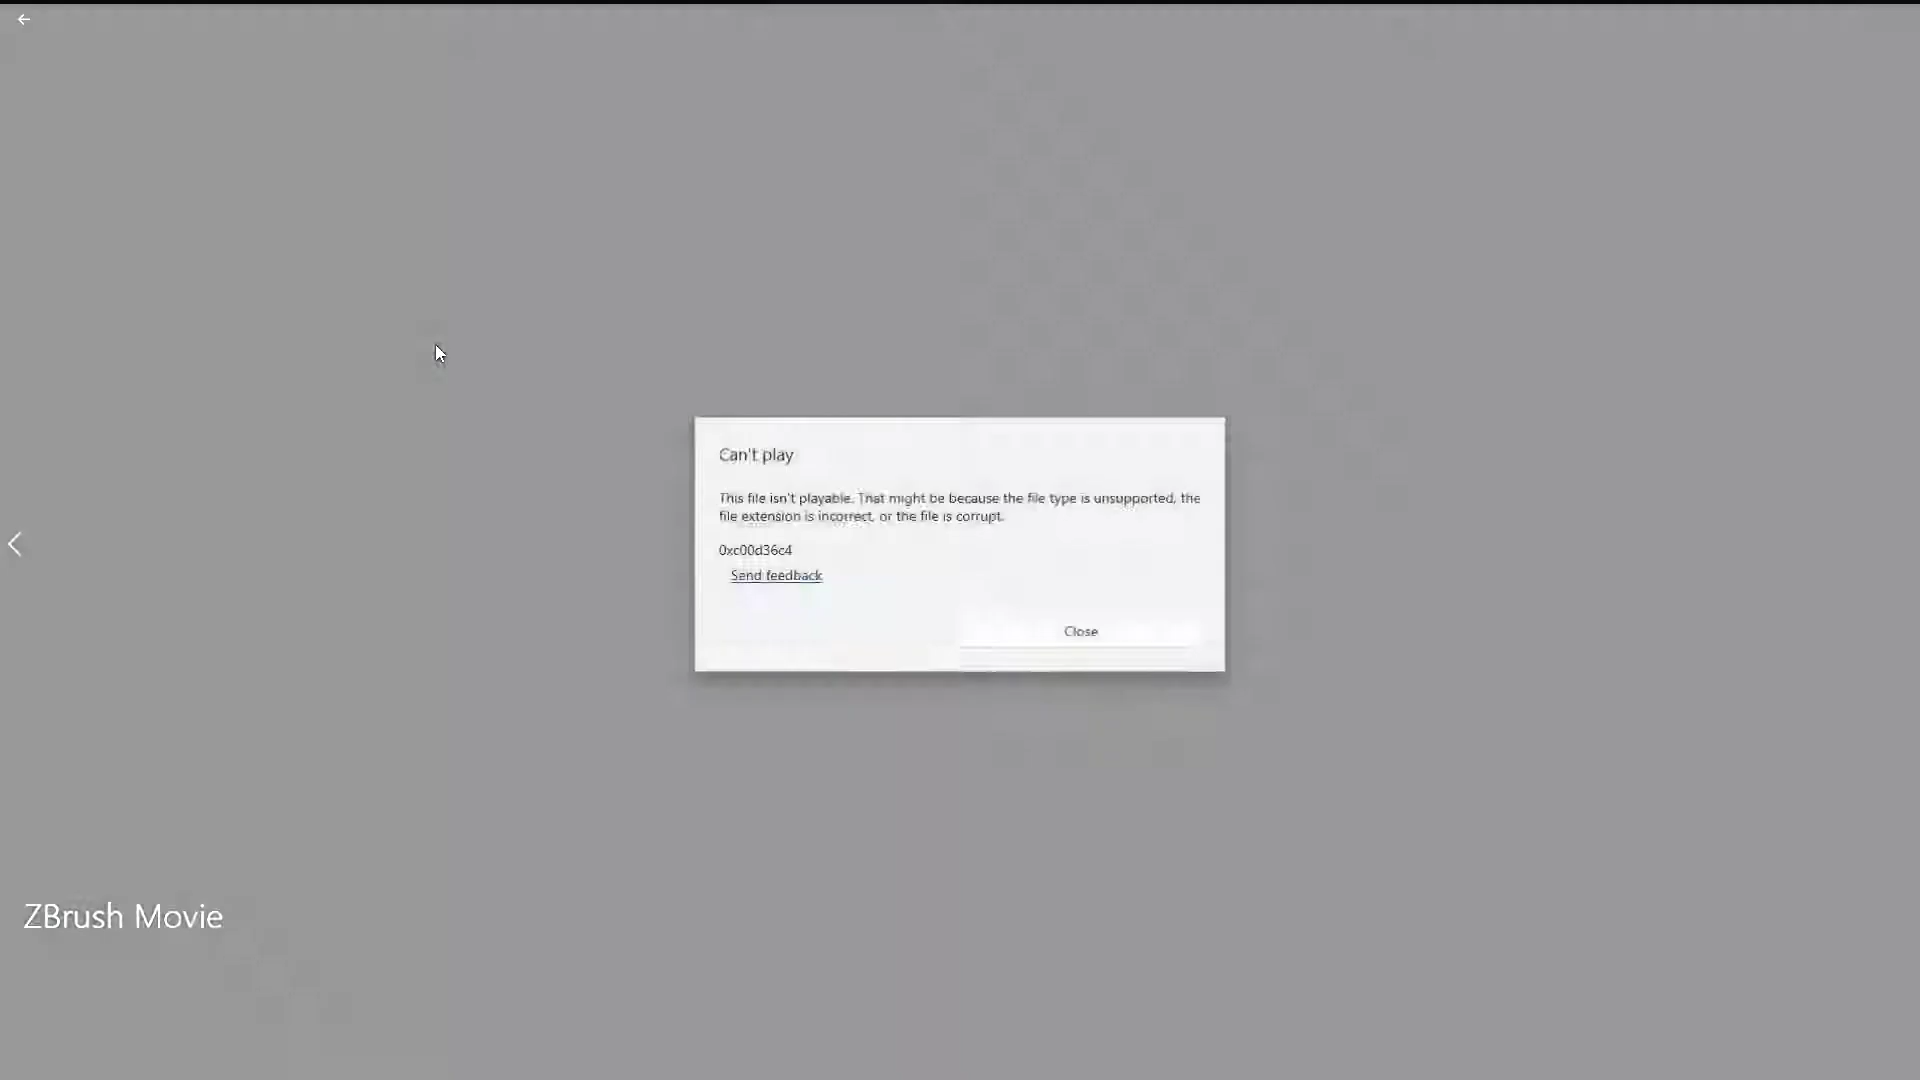 Can't play
This file isn't playable. That might be because the file type is unsupported, the
file extension is incorrect, or the file is corrupt.
0xc00d36c4
Send feedback
Close
ZBrush Movie